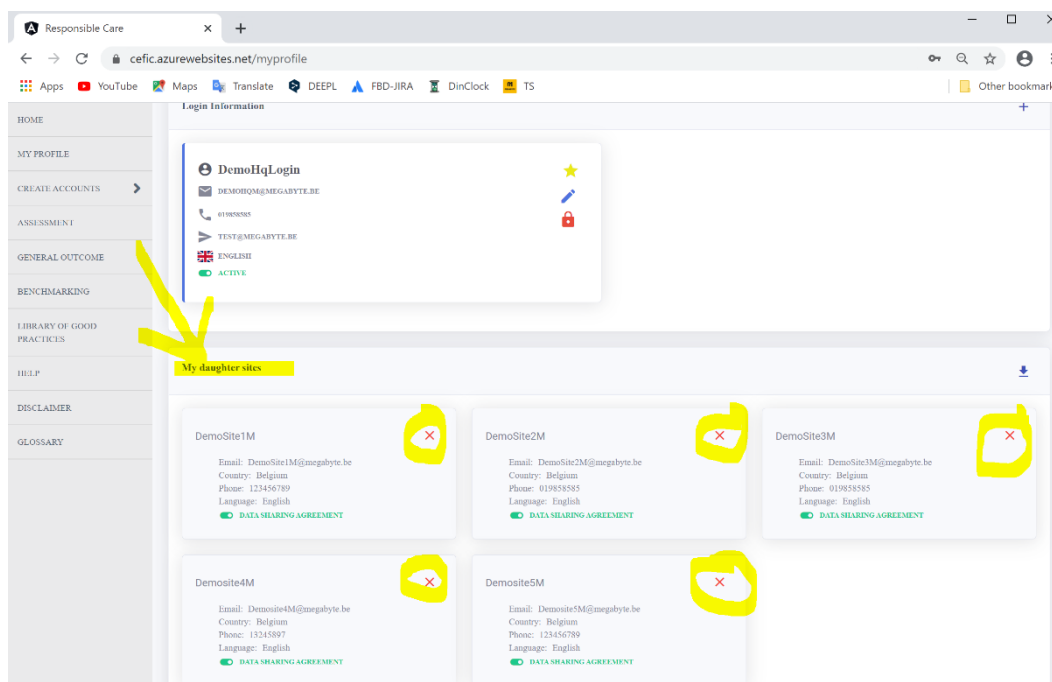 Responsible Care
cefic.azurewebsites.net/myprofile
Apps YouTube Maps Translate DEEPL FBD-JIRA DinClock TS Other bookmark
Login Information
HOME
MY PROFILE
CREATE ACCOUNTS
ASSESSMENT
GENERAL OUTCOME
BENCHMARKING
LIBRARY OF GOOD
PRACTICES
HELP
DISCLAIMER
GLOSSARY
DemoHqLogin
DEMOHQM@MEGABYTE.BE
019858585
TEST@MEGABYTE.BE
ENGLISH
ACTIVE
My daughter sites
DemoSite1M
Email: DemoSite1M@megabyte.be
Country: Belgium
Phone: 123456789
Language: English
DATA SHARING AGREEMENT
DemoSite2M
Email: DemoSite2M@megabyte.be
Country: Belgium
Phone: 019858585
Language: English
DATA SHARING AGREEMENT
DemoSite3M
Email: DemoSite3M@megabyte.be
Country: Belgium
Phone: 019858585
Language: English
DATA SHARING AGREEMENT
Demosite4M
Email: Demosite4M@megabyte.be
Country: Belgium
Phone: 13245897
Language: English
DATA SHARING AGREEMENT
Demosite5M
Email: Demosite5M@megabyte.be
Country: Belgium
Phone: 123456789
Language: English
DATA SHARING AGREEMENT